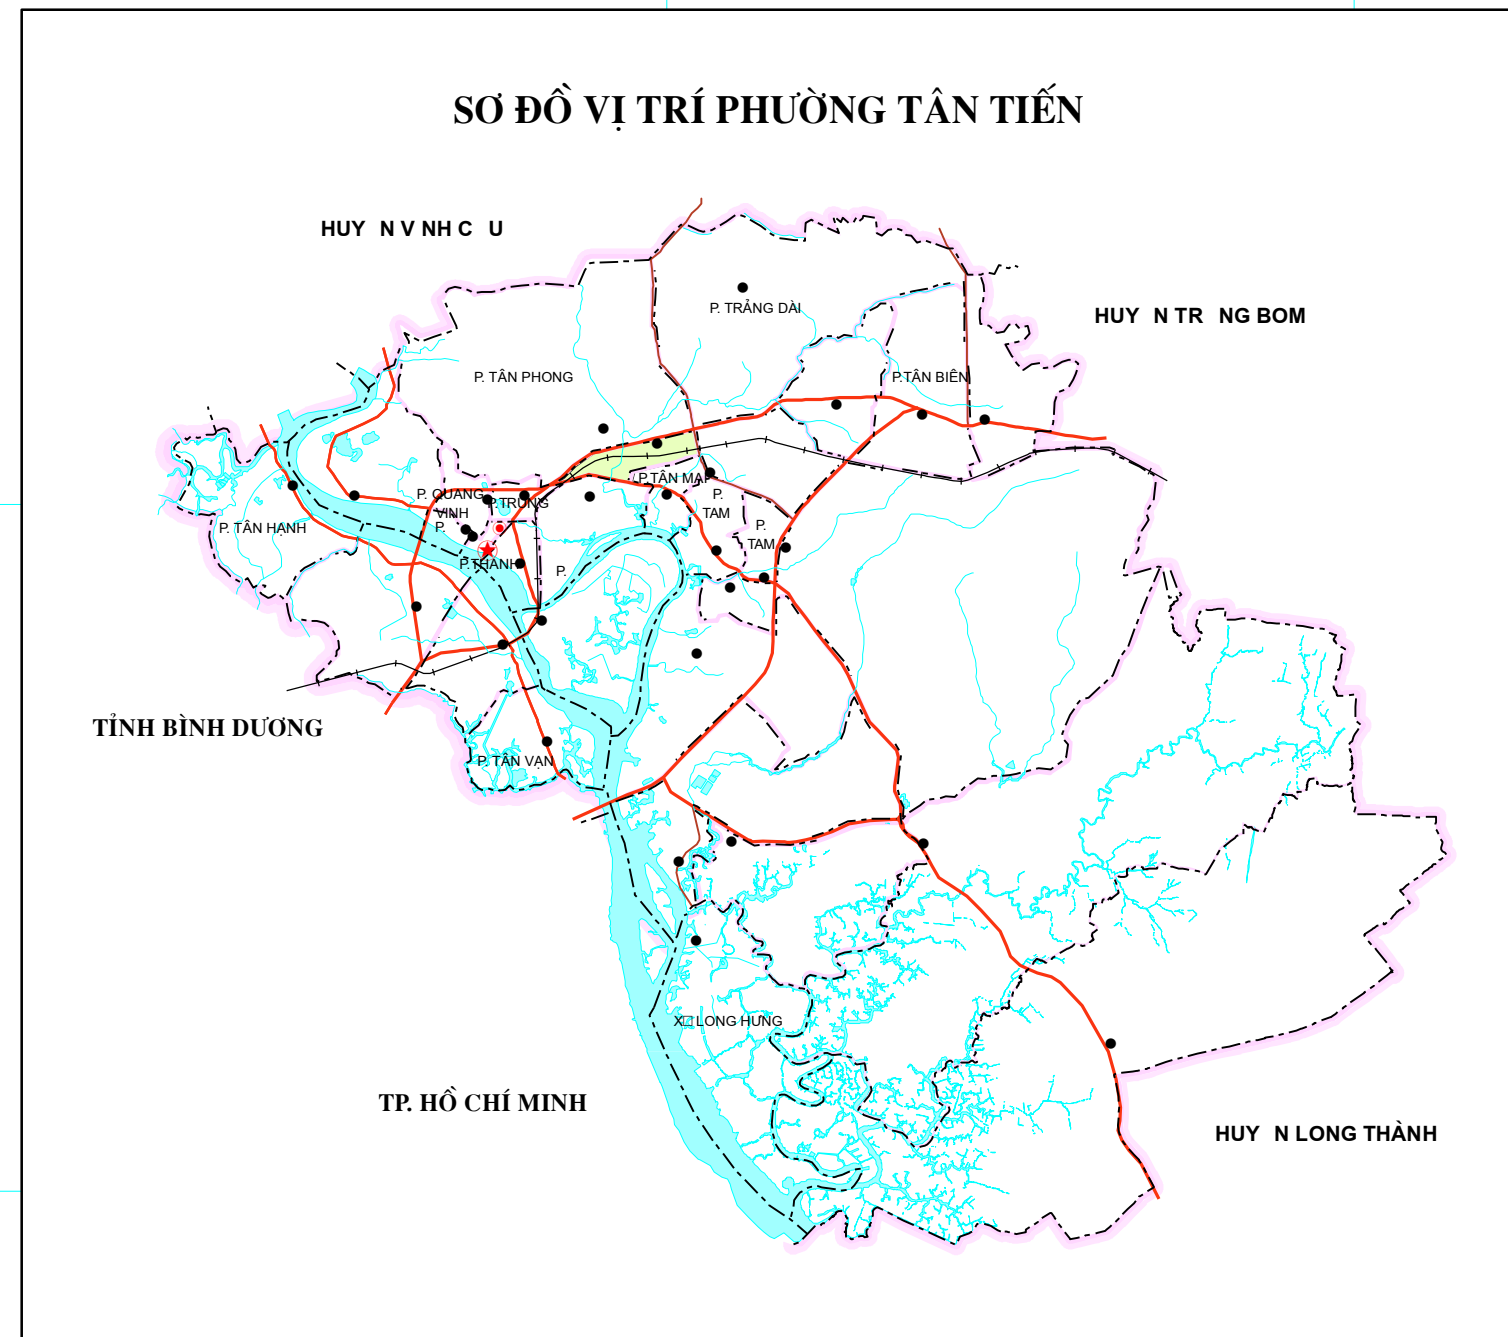 SƠ ĐỒ VỊ TRÍ PHƯỜNG TÂN TIẾN
HUY N V NH C U
P. TRẢNG DÀI
HUY N TR NG BOM
P. TÂN PHONG
P.TÂN BIÊN
P.TÂN MAI
P. QUANG
VINH
P.TRUNG
P.
TAM
P. TÂN HẠNH
P.
P.
TAM
P.THANH
P.
TỈNH BÌNH DƯƠNG
P. TÂN VẠN
X□ LONG HƯNG
TP. HỒ CHÍ MINH
HUY N LONG THÀNH